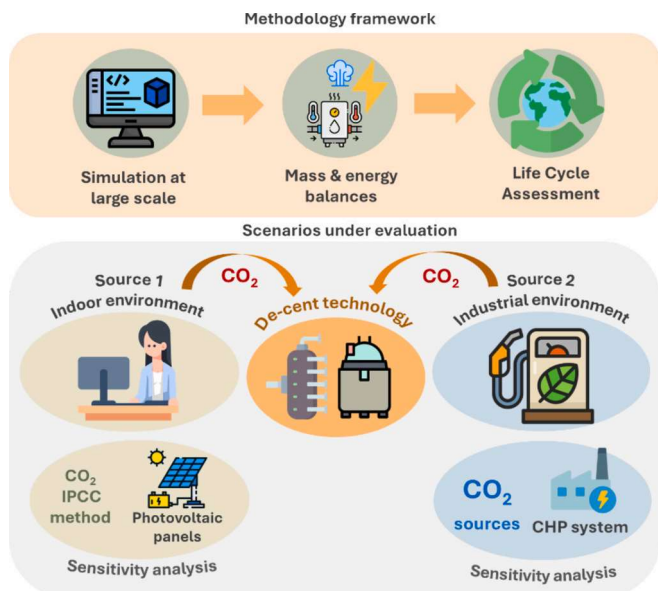 Methodology framework
</>
Simulation at
large scale
Mass & energy
balances
Life Cycle
Assessment
Scenarios under evaluation
Source 1
Indoor environment
CO₂
De-cent technology
CO₂
Source 2
Industrial environment
CO₂
IPCC
method
Photovoltaic
panels
Sensitivity analysis
CO₂
sources
CHP system
Sensitivity analysis